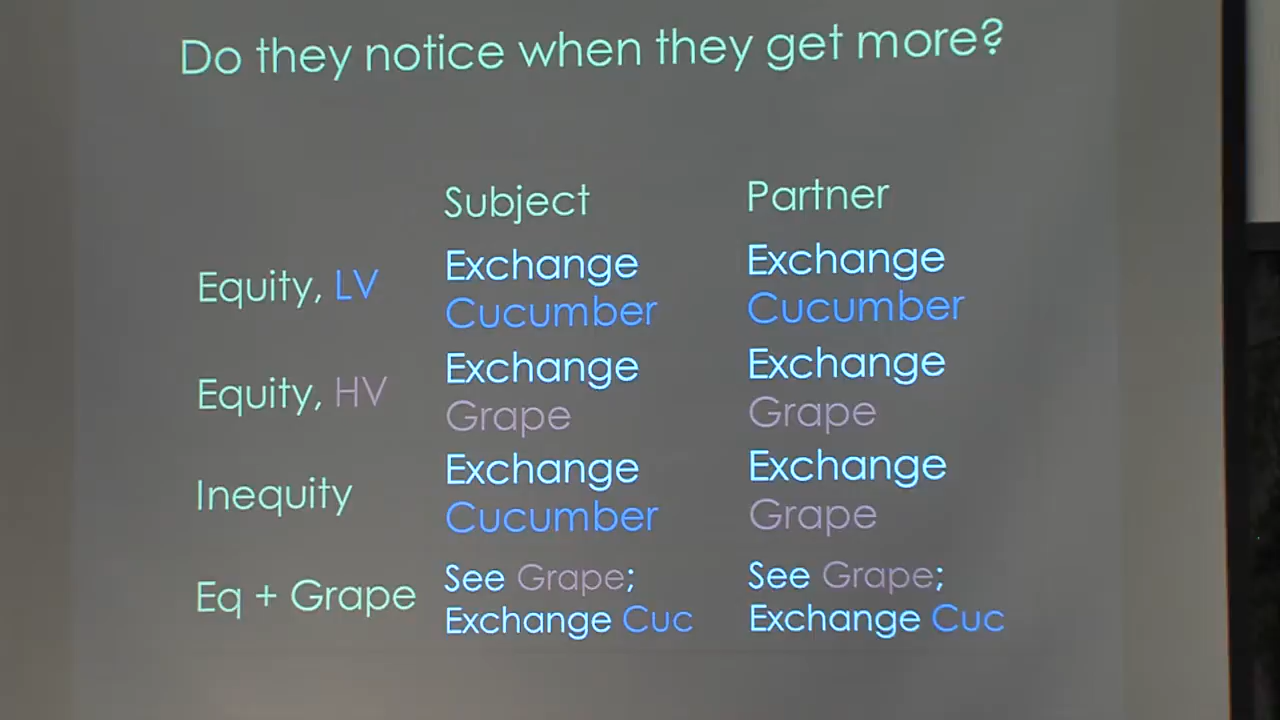 Do they notice when they get more?
Subject Partner
Equity, LV
Exchange Exchange
Cucumber Cucumber
Equity, HV
Exchange Exchange
Grape Grape
Inequity
Exchange Exchange
Cucumber Grape
Eq + Grape
See Grape; See Grape;
Exchange Cuc Exchange Cuc